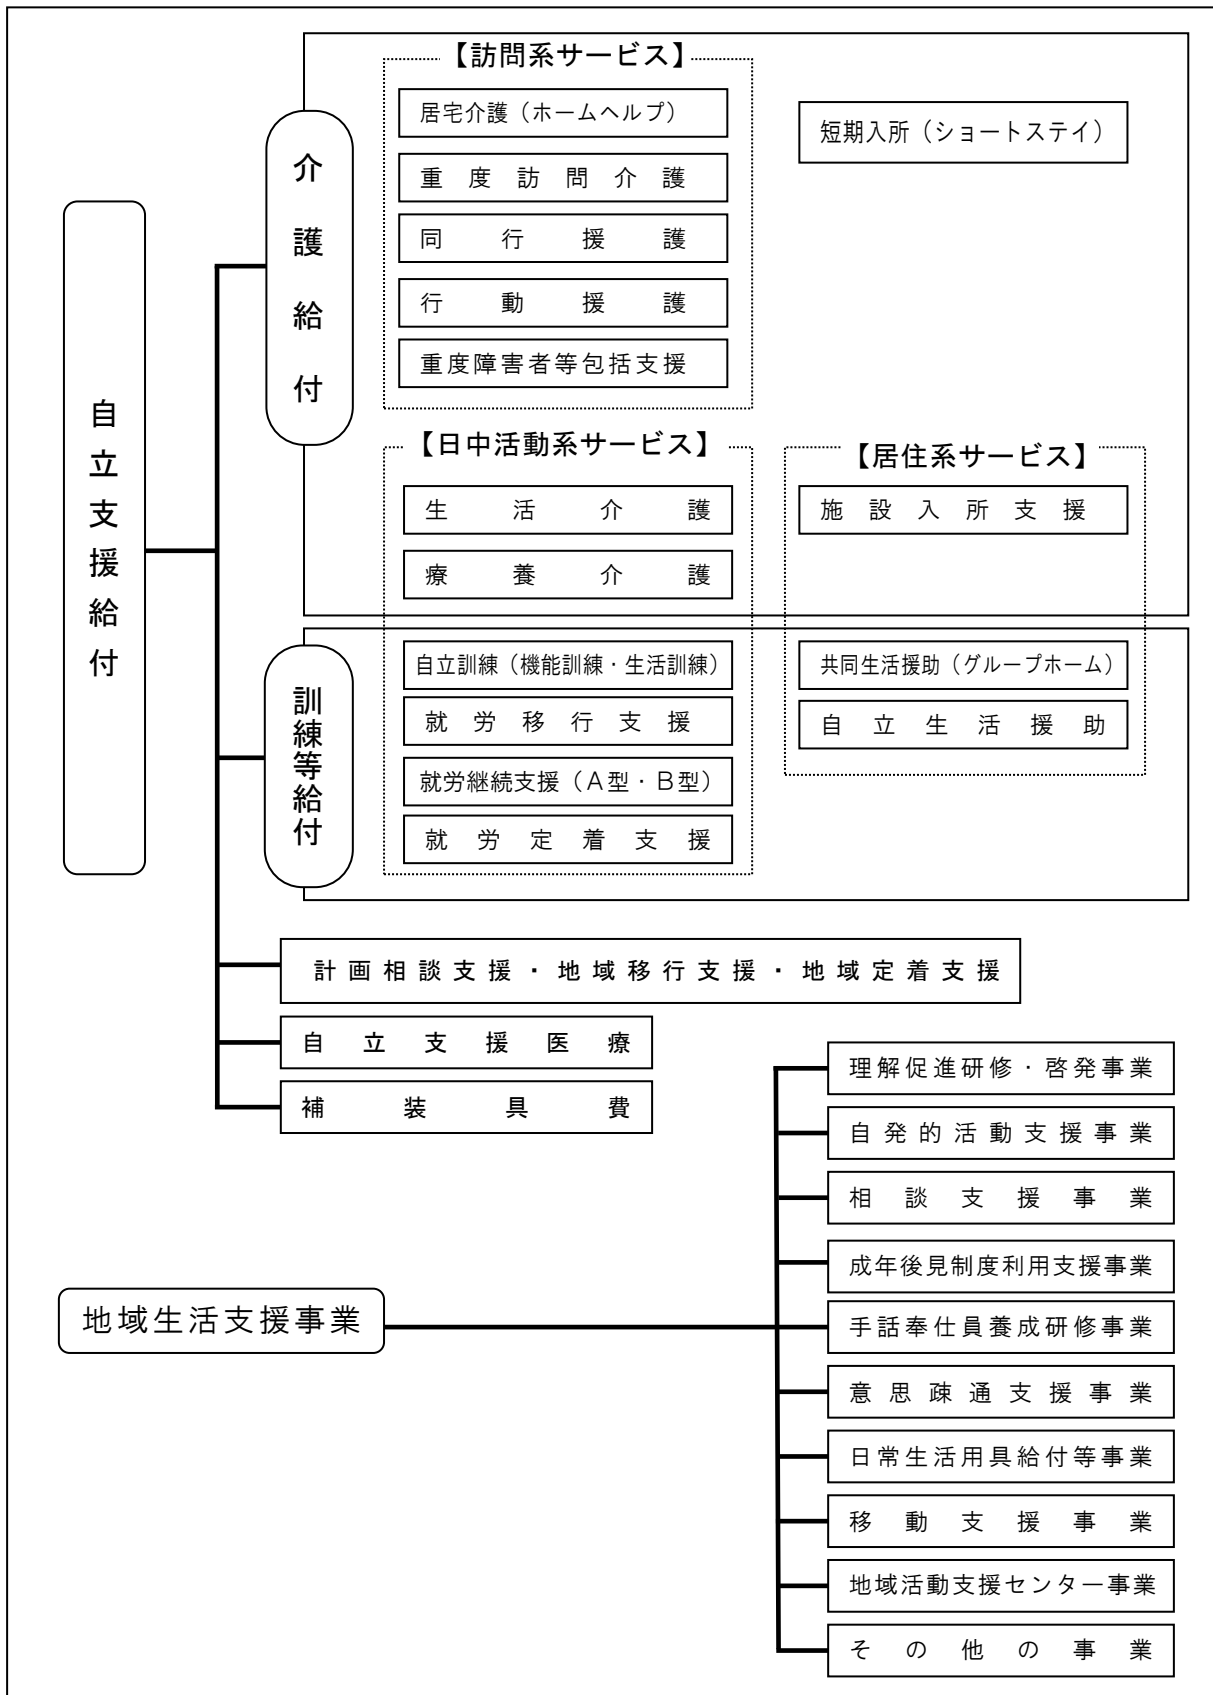 自立支援給付
介護給付
【訪問系サービス】
居宅介護（ホームヘルプ）
重度訪問介護
同行援護
行動援護
重度障害者等包括支援
短期入所（ショートステイ）
【日中活動系サービス】
生活介護
療養介護
【居住系サービス】
施設入所支援
訓練等給付
自立訓練（機能訓練・生活訓練）
就労移行支援
就労継続支援（Ａ型・Ｂ型）
就労定着支援
共同生活援助（グループホーム）
自立生活援助
計画相談支援・地域移行支援・地域定着支援
自立支援医療
補装具費
地域生活支援事業
理解促進研修・啓発事業
自発的活動支援事業
相談支援事業
成年後見制度利用支援事業
手話奉仕員養成研修事業
意思疎通支援事業
日常生活用具給付等事業
移動支援事業
地域活動支援センター事業
その他の事業